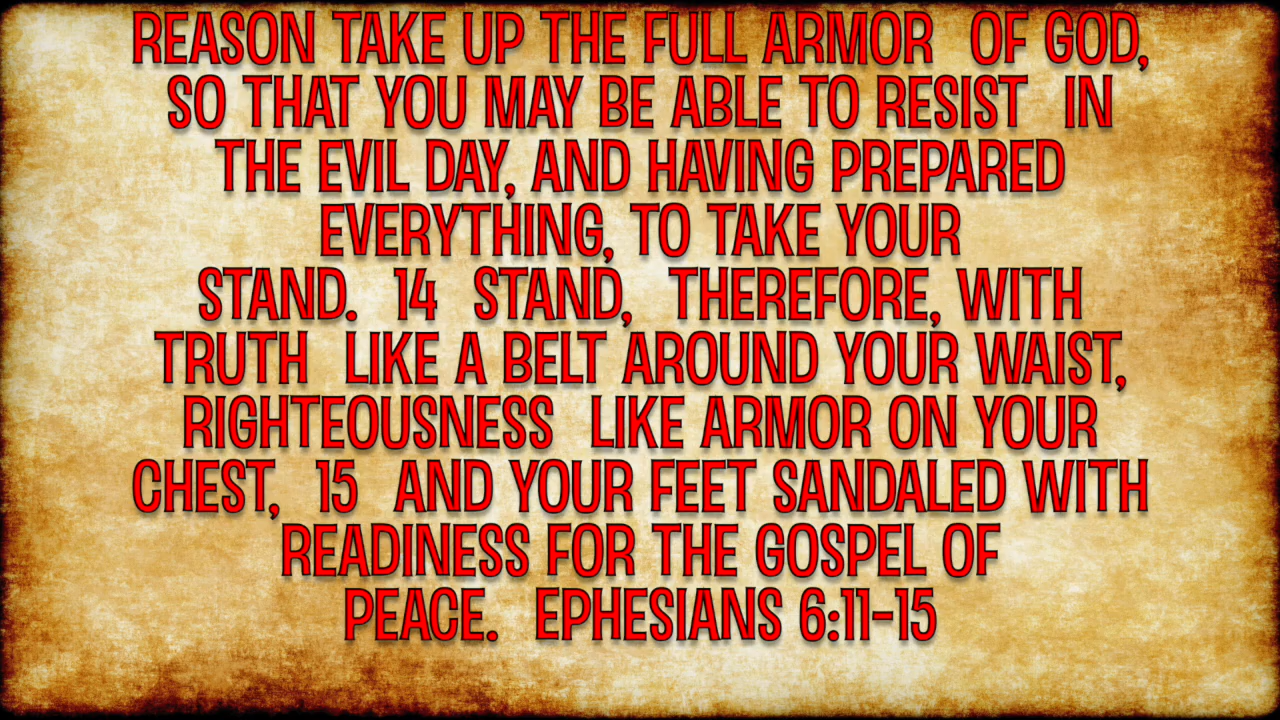 REASON TAKE UP THE FULL ARMOR OF GOD,
SO THAT YOU MAY BE ABLE TO RESIST IN
THE EVIL DAY, AND HAVING PREPARED
EVERYTHING, TO TAKE YOUR
STAND. 14 STAND, THEREFORE, WITH
TRUTH LIKE A BELT AROUND YOUR WAIST,
RIGHTEOUSNESS LIKE ARMOR ON YOUR
CHEST, 15 AND YOUR FEET SANDALED WITH
READINESS FOR THE GOSPEL OF
PEACE. EPHESIANS 6:11-15